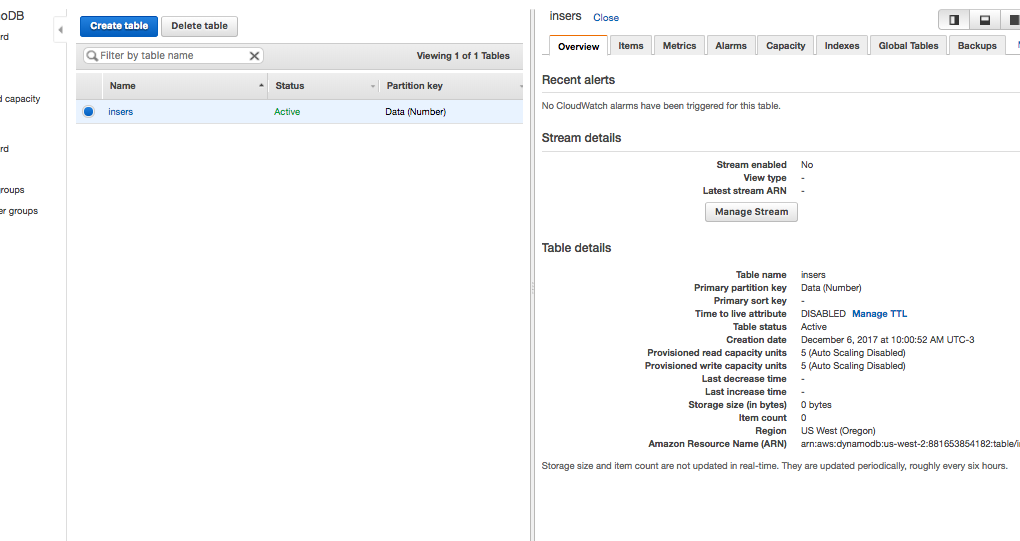 oDB
rd
d capacity
rd
roups
er groups
Create table
Delete table
Filter by table name
Viewing 1 of 1 Tables
Name
Status
Partition key
insers
Active
Data (Number)
insers Close
Overview
Items
Metrics
Alarms
Capacity
Indexes
Global Tables
Backups
Recent alerts
No CloudWatch alarms have been triggered for this table.
Stream details
Stream enabled No
View type -
Latest stream ARN -
Manage Stream
Table details
Table name insers
Primary partition key Data (Number)
Primary sort key -
Time to live attribute DISABLED Manage TTL
Table status Active
Creation date December 6, 2017 at 10:00:52 AM UTC-3
Provisioned read capacity units 5 (Auto Scaling Disabled)
Provisioned write capacity units 5 (Auto Scaling Disabled)
Last decrease time -
Last increase time -
Storage size (in bytes) 0 bytes
Item count 0
Region US West (Oregon)
Amazon Resource Name (ARN) arn:aws:dynamodb:us-west-2:881653854182:table/i
Storage size and item count are not updated in real-time. They are updated periodically, roughly every six hours.